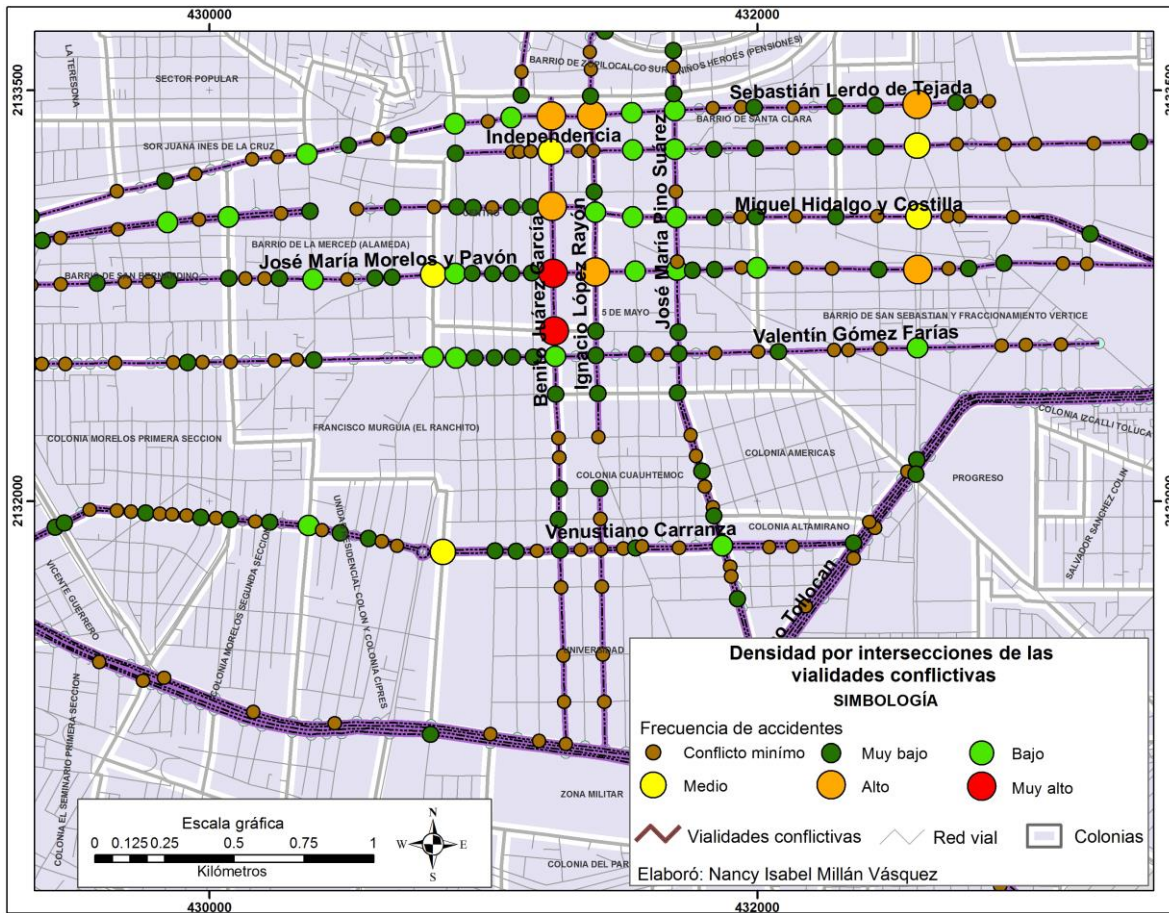 430000
432000
2133500
2133500
BARRIO DE ZOPILOCALCO SUR
NIÑOS HEROES (PENSIONES)
LA TERESONA
SECTOR POPULAR
Sebastián Lerdo de Tejada
BARRIO DE SANTA CLARA
Independencia
SOR JUANA INES DE LA CRUZ
José María Pino Suárez
Miguel Hidalgo y Costilla
BARRIO DE LA MERCED (ALAMEDA)
José María Morelos y Pavón
BARRIO DE SAN BERNARDINO
Benito Juárez García
Ignacio López Rayón
5 DE MAYO
BARRIO DE SAN SEBASTIAN Y FRACCIONAMIENTO VERTICE
Valentín Gómez Farías
COLONIA IZCALLI TOLUCA
FRANCISCO MURGUIA (EL RANCHITO)
COLONIA MORELOS PRIMERA SECCION
COLONIA AMERICAS
COLONIA CUAUHTEMOC
PROGRESO
SALVADOR SANCHEZ COLIN
2132000
Venustiano Carranza
COLONIA ALTAMIRANO
UNIDAD RESIDENCIAL COLON Y COLONIA CIPRES
VICENTE GUERRERO
COLONIA MORELOS SEGUNDA SECCION
COLONIA EL SEMINARIO PRIMERA SECCION
o Tollocan
UNIVERSIDAD
ZONA MILITAR
COLONIA DEL PAR
Densidad por intersecciones de las
vialidades conflictivas
SIMBOLOGÍA
Frecuencia de accidentes
Conflicto minímo
Muy bajo
Bajo
Medio
Alto
Muy alto
Vialidades conflictivas
Red vial
Colonias
Elaboró: Nancy Isabel Millán Vásquez
Escala gráfica
0 0.125 0.25 0.5 0.75 1
Kilómetros
N
W E
S
430000
432000